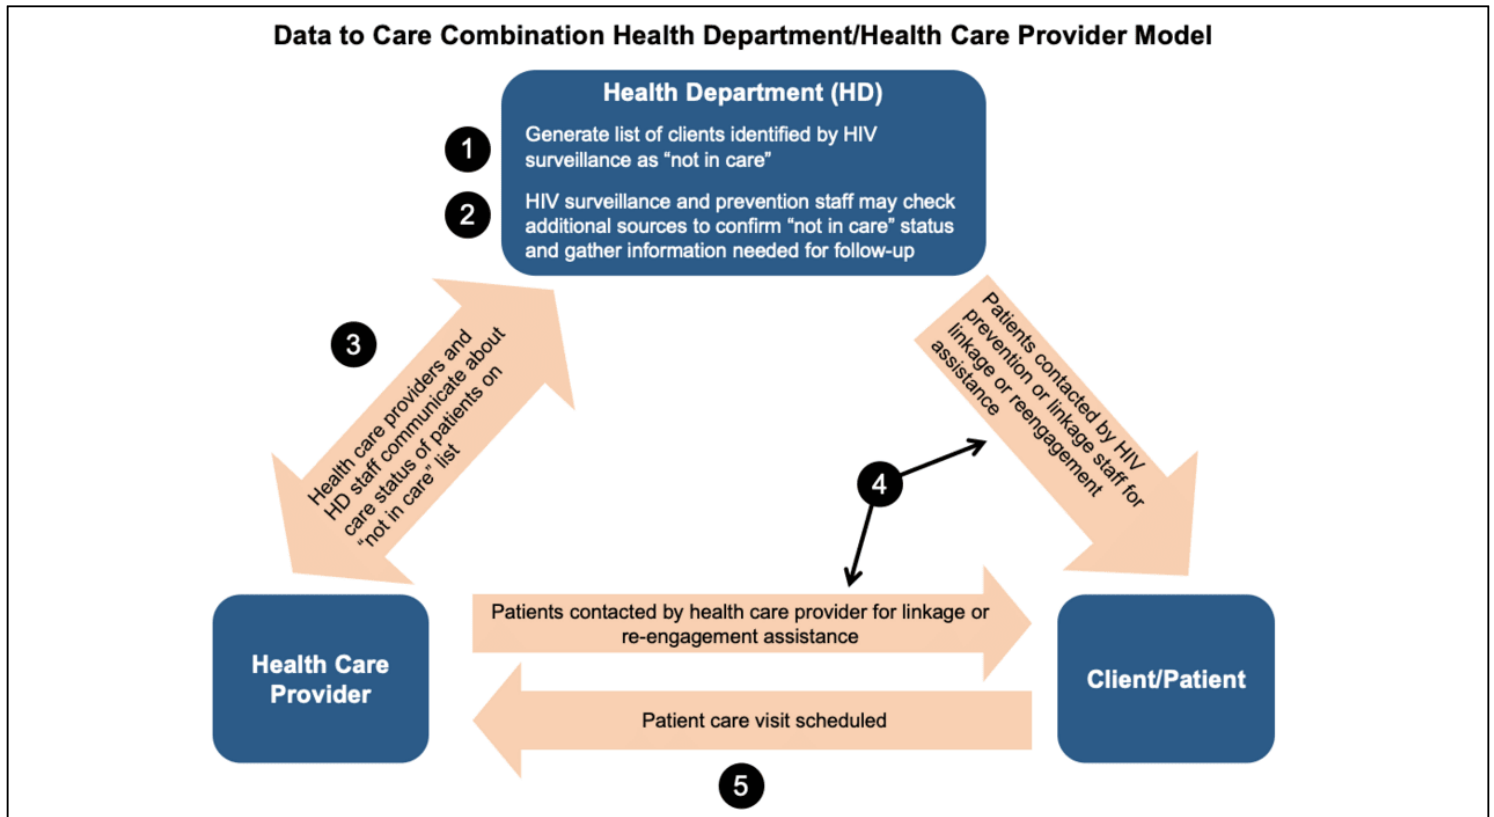 Data to Care Combination Health Department/Health Care Provider Model
Health Department (HD)
1
Generate list of clients identified by HIV
surveillance as “not in care”
2
HIV surveillance and prevention staff may check
additional sources to confirm “not in care” status
and gather information needed for follow-up
3
Health care providers and
HD staff communicate about
care status of patients on
“not in care” list
Patients contacted by HIV
prevention or linkage staff for
linkage or reengagement
assistance
4
Patients contacted by health care provider for linkage or
re-engagement assistance
Health Care
Provider
Client/Patient
Patient care visit scheduled
5